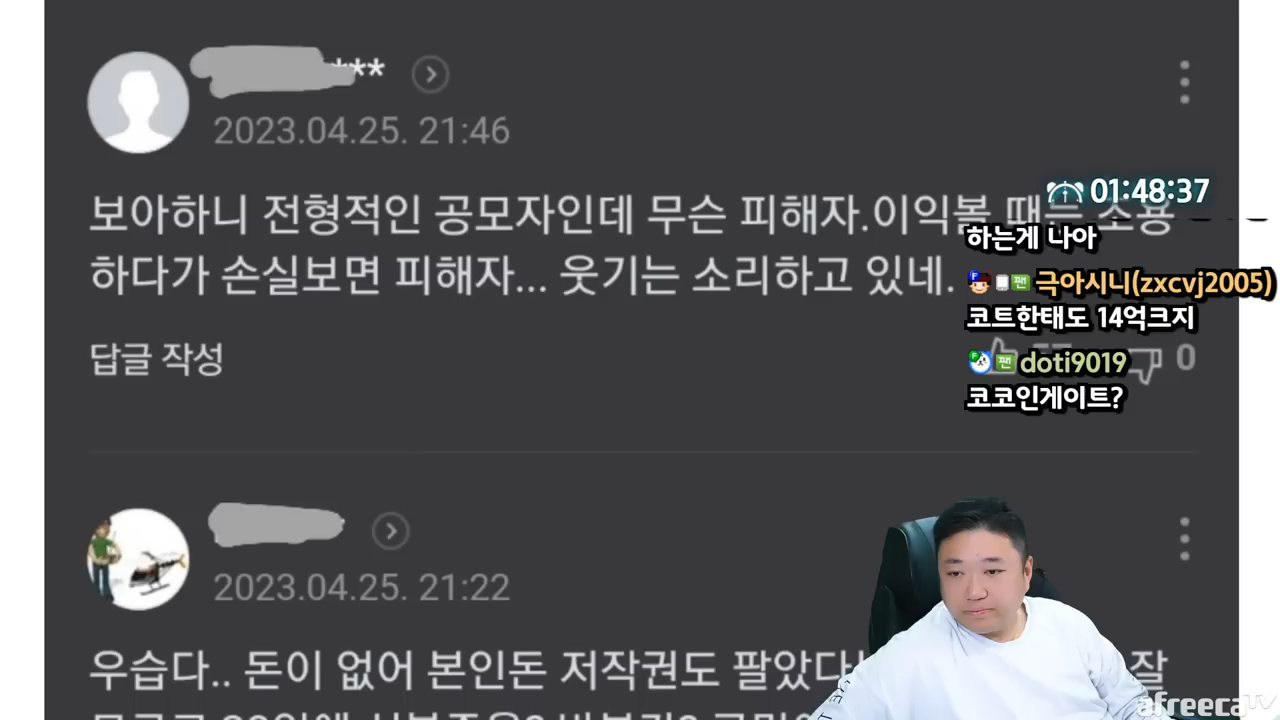 ***
2023.04.25. 21:46
보아하니 전형적인 공모자인데 무슨 피해자.이익볼 때는 조용
하다가 손실보면 피해자... 웃기는 소리하고 있네.
답글 작성
0
01:48:37
하는게 나아
극아시니(zxcvj2005)
코트한태도 14억크지
doti9019
코코인게이트?
2023.04.25. 21:22
우습다.. 돈이 없어 본인돈 저작권도 팔았다 잘
afreecaTV